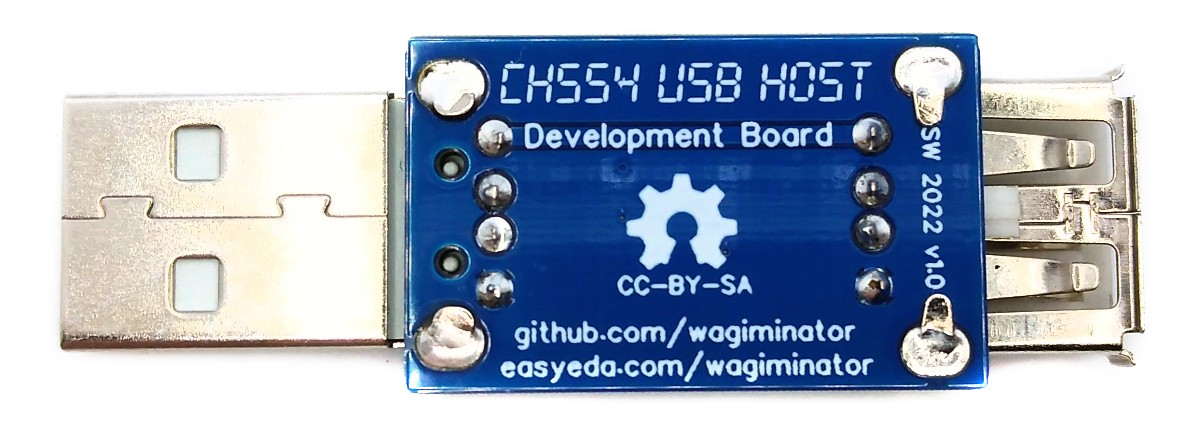 CH554 USB HOST
Development Board
CC-BY-SA
github.com/wagiminator
easyeda.com/wagiminator
SW 2022 v1.0